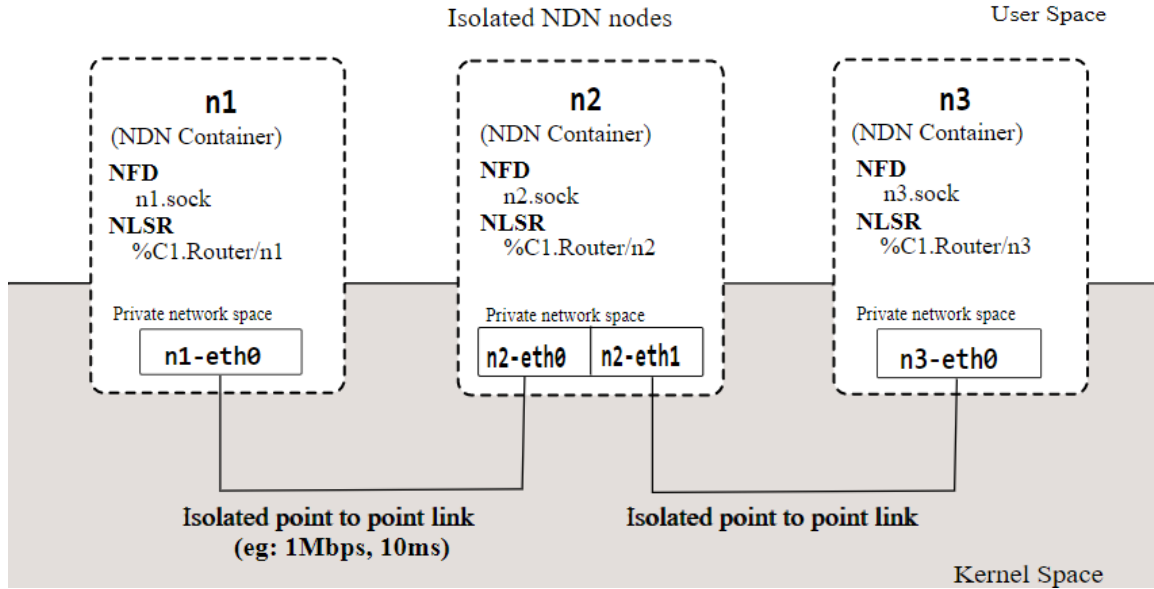 Isolated NDN nodes
User Space
n1
(NDN Container)
NFD
n1.sock
NLSR
%C1.Router/n1
Private network space
n1-eth0
n2
(NDN Container)
NFD
n2.sock
NLSR
%C1.Router/n2
Private network space
n2-eth0
n2-eth1
n3
(NDN Container)
NFD
n3.sock
NLSR
%C1.Router/n3
Private network space
n3-eth0
Isolated point to point link
(eg: 1Mbps, 10ms)
Isolated point to point link
Kernel Space